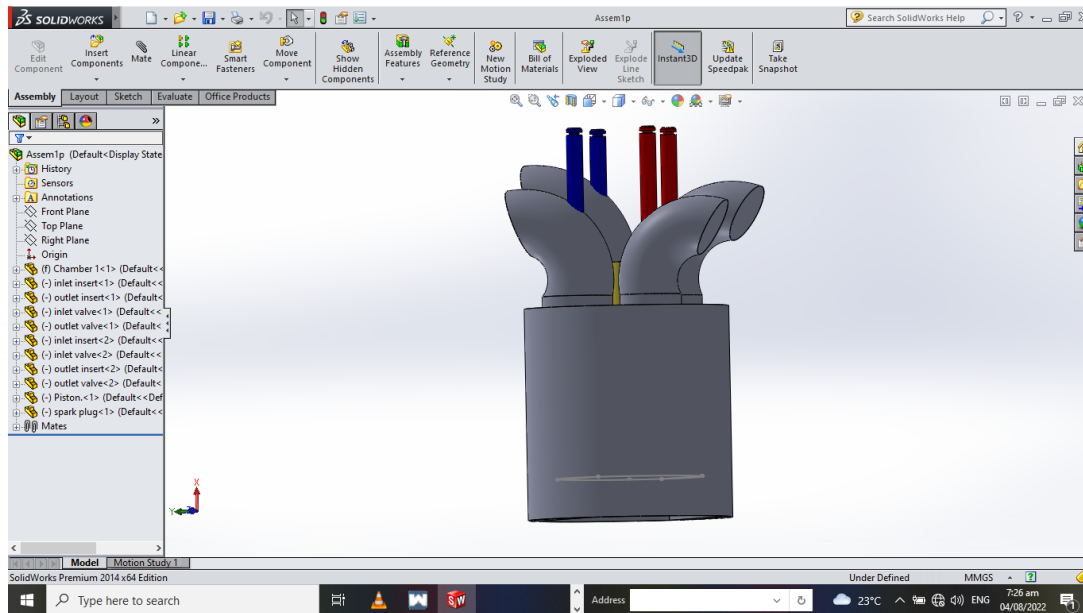 SOLIDWORKS
Assem1p
Search SolidWorks Help
Edit Component
Insert Components
Mate
Linear Compone...
Smart Fasteners
Move Component
Show Hidden Components
Assembly Features
Reference Geometry
New Motion Study
Bill of Materials
Exploded View
Explode Line Sketch
Instant3D
Update Speedpak
Take Snapshot
Assembly Layout Sketch Evaluate Office Products
Assem1p (Default<Display State
History
Sensors
Annotations
Front Plane
Top Plane
Right Plane
Origin
(f) Chamber 1<1> (Default<<
(-) inlet insert<1> (Default<
(-) outlet insert<1> (Default<
(-) inlet valve<1> (Default<<
(-) outlet valve<1> (Default<
(-) inlet insert<2> (Default<
(-) inlet valve<2> (Default<<
(-) outlet insert<2> (Default<
(-) outlet valve<2> (Default<
(-) Piston.<1> (Default<<Def
(-) spark plug<1> (Default<<
Mates
X
Y
Model Motion Study 1
SolidWorks Premium 2014 x64 Edition
Under Defined MMGS
Type here to search
Address
23°C ENG
7:26 am
04/08/2022